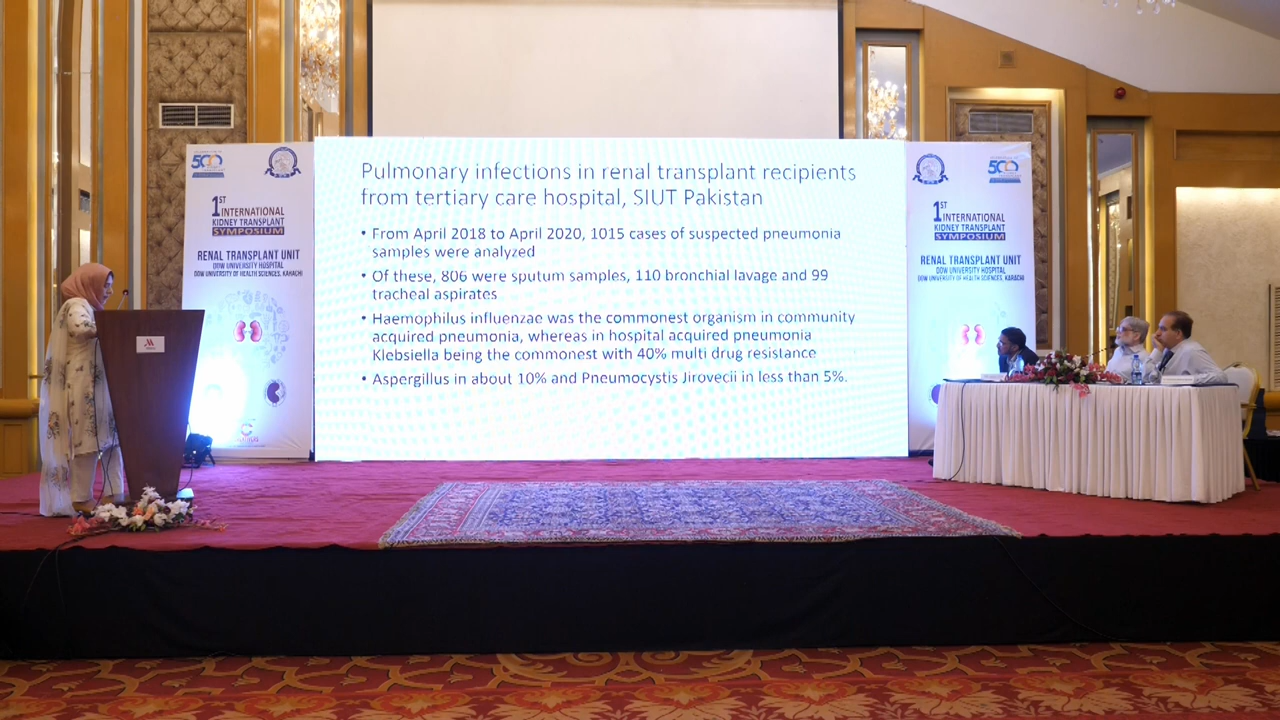 500
1ST
INTERNATIONAL
KIDNEY TRANSPLANT
SYMPOSIUM
RENAL TRANSPLANT UNIT
DOW UNIVERSITY HOSPITAL
DOW UNIVERSITY OF HEALTH SCIENCES, KARACHI
Pulmonary infections in renal transplant recipients
from tertiary care hospital, SIUT Pakistan
• From April 2018 to April 2020, 1015 cases of suspected pneumonia
samples were analyzed
• Of these, 806 were sputum samples, 110 bronchial lavage and 99
tracheal aspirates
• Haemophilus influenzae was the commonest organism in community
acquired pneumonia, whereas in hospital acquired pneumonia
Klebsiella being the commonest with 40% multi drug resistance
• Aspergillus in about 10% and Pneumocystis Jirovecii in less than 5%.
500
1ST
INTERNATIONAL
KIDNEY TRANSPLANT
SYMPOSIUM
RENAL TRANSPLANT UNIT
DOW UNIVERSITY HOSPITAL
DOW UNIVERSITY OF HEALTH SCIENCES, KARACHI